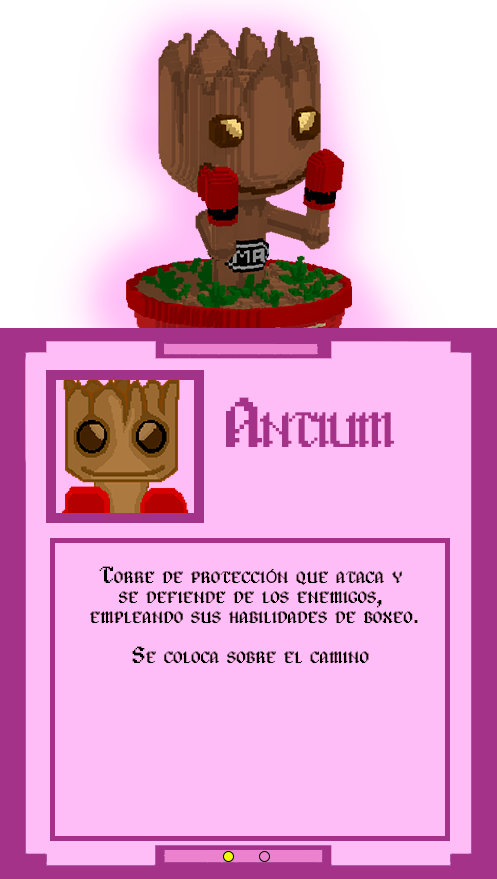 MA
Antium
Torre de protección que ataca y
se defiende de los enemigos,
empleando sus habilidades de boxeo.
Se coloca sobre el camino